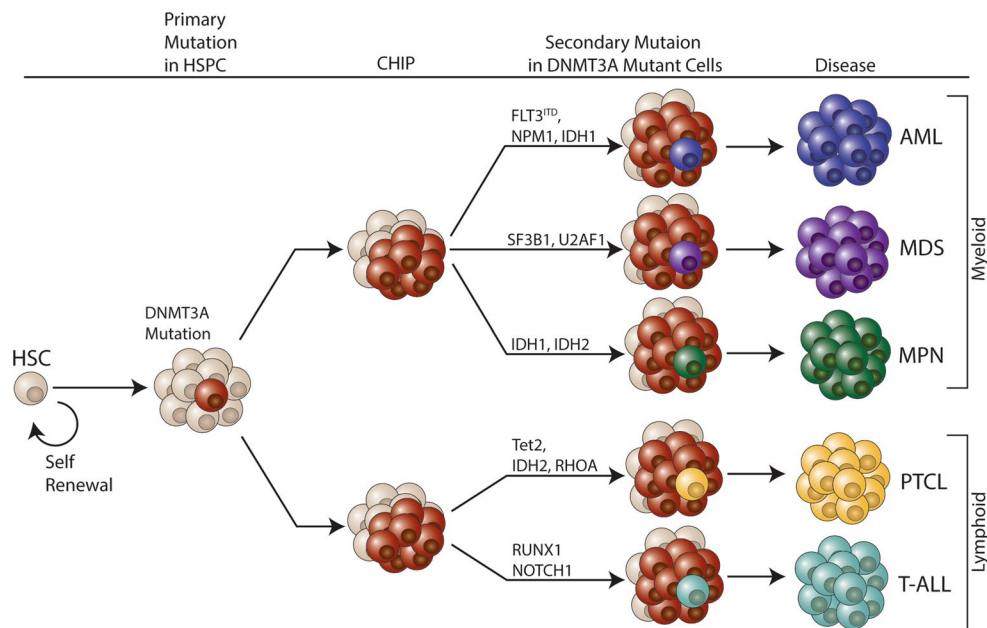 Primary
Mutation
in HSPC
CHIP
Secondary Mutaion
in DNMT3A Mutant Cells
Disease
FLT3ITD,
NPM1, IDH1
AML
SF3B1, U2AF1
MDS
Myeloid
DNMT3A
Mutation
IDH1, IDH2
MPN
HSC
Self
Renewal
Tet2,
IDH2, RHOA
PTCL
Lymphoid
RUNX1
NOTCH1
T-ALL